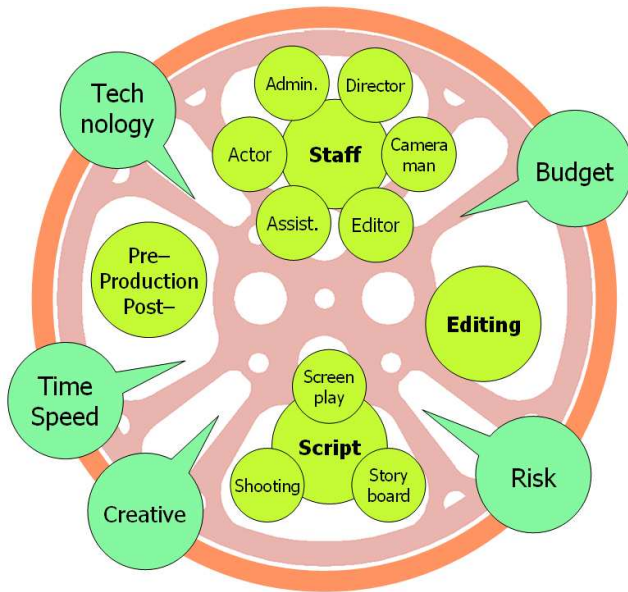 Tech
nology
Admin.
Director
Actor
Staff
Camera
man
Assist.
Editor
Budget
Pre–
Production
Post–
Editing
Time
Speed
Screen
play
Script
Shooting
Story
board
Creative
Risk